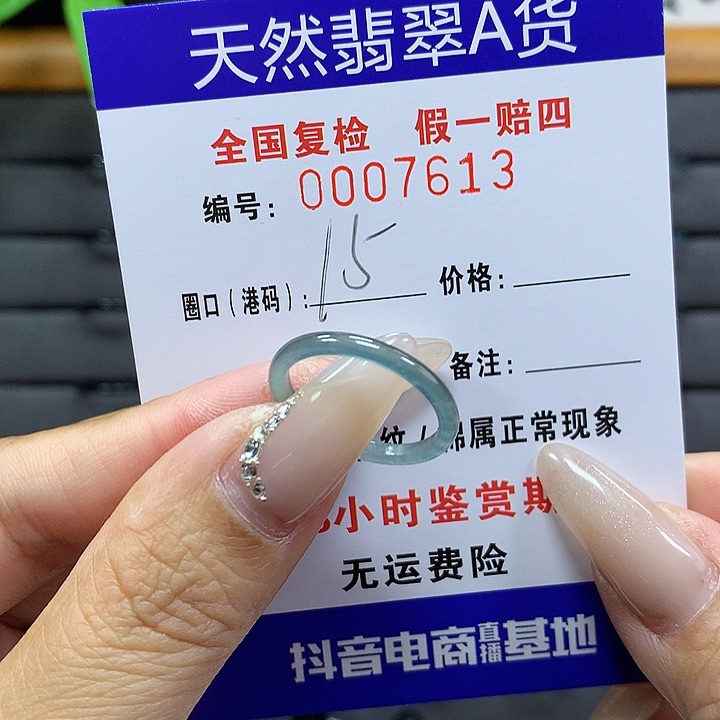 天然翡翠A货
全国复检 假一赔四
编号: 0007613
圈口(港码): 15 价格:
备注:
纹/棉属正常现象
小时鉴赏期
无运费险
抖音电商直播基地